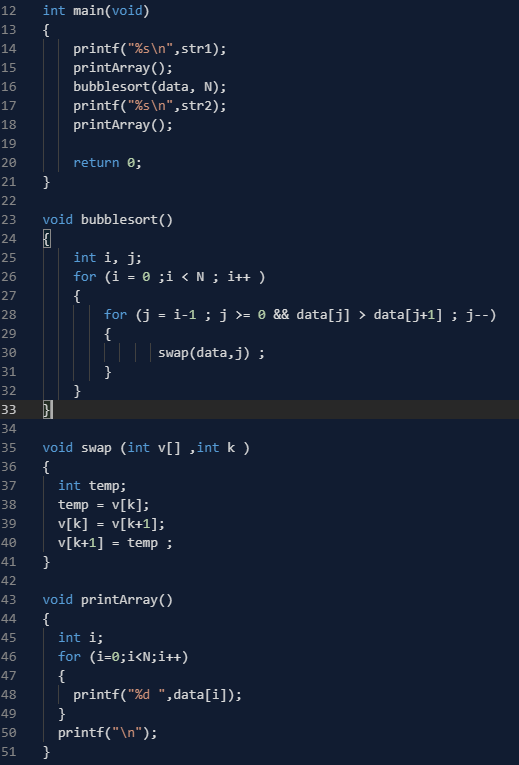 12 int main(void)
13 {
14     printf("%s\n",str1);
15     printArray();
16     bubblesort(data, N);
17     printf("%s\n",str2);
18     printArray();
19
20     return 0;
21 }
22
23 void bubblesort()
24 {
25     int i, j;
26     for (i = 0 ;i < N ; i++ )
27     {
28         for (j = i-1 ; j >= 0 && data[j] > data[j+1] ; j--)
29         {
30                swap(data,j) ;
31         }
32     }
33 }
34
35 void swap (int v[] ,int k )
36 {
37   int temp;
38   temp = v[k];
39   v[k] = v[k+1];
40   v[k+1] = temp ;
41 }
42
43 void printArray()
44 {
45   int i;
46   for (i=0;i<N;i++)
47   {
48     printf("%d ",data[i]);
49   }
50   printf("\n");
51 }